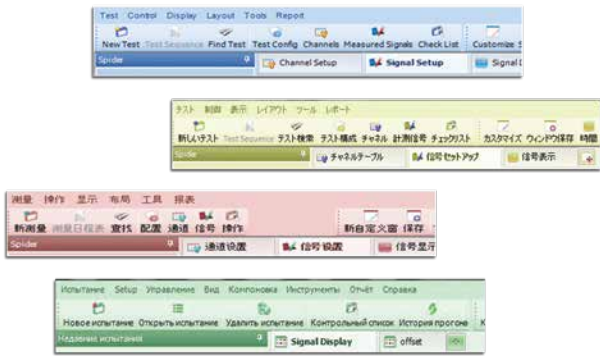 Test Control Display Layout Tools Report
New Test Test Sequence Find Test Test Config Channels Measured Signals Check List Customize
Spider Channel Setup Signal Setup Signal
テスト 制御 表示 レイアウト ツール レポート
新しいテスト Test Sequence テスト検索 テスト構成 チャネル 計測信号 チェックリスト カスタマイズ ウィンドウ保存 時間
Spider チャネルテーブル 信号セットアップ 信号表示
测量 操作 显示 布局 工具 报表
新测量 测量日程表 查找 配置 通道 信号 操作 新自定义窗 保存
Spider 通道设置 信号设置 信号显示
Испытание Setup Управление Вид Компоновка Инструменты Отчёт Справка
Новое испытание Открыть испытание Удалить испытание Контрольный список История прогона
Недавние испытания Signal Display offset